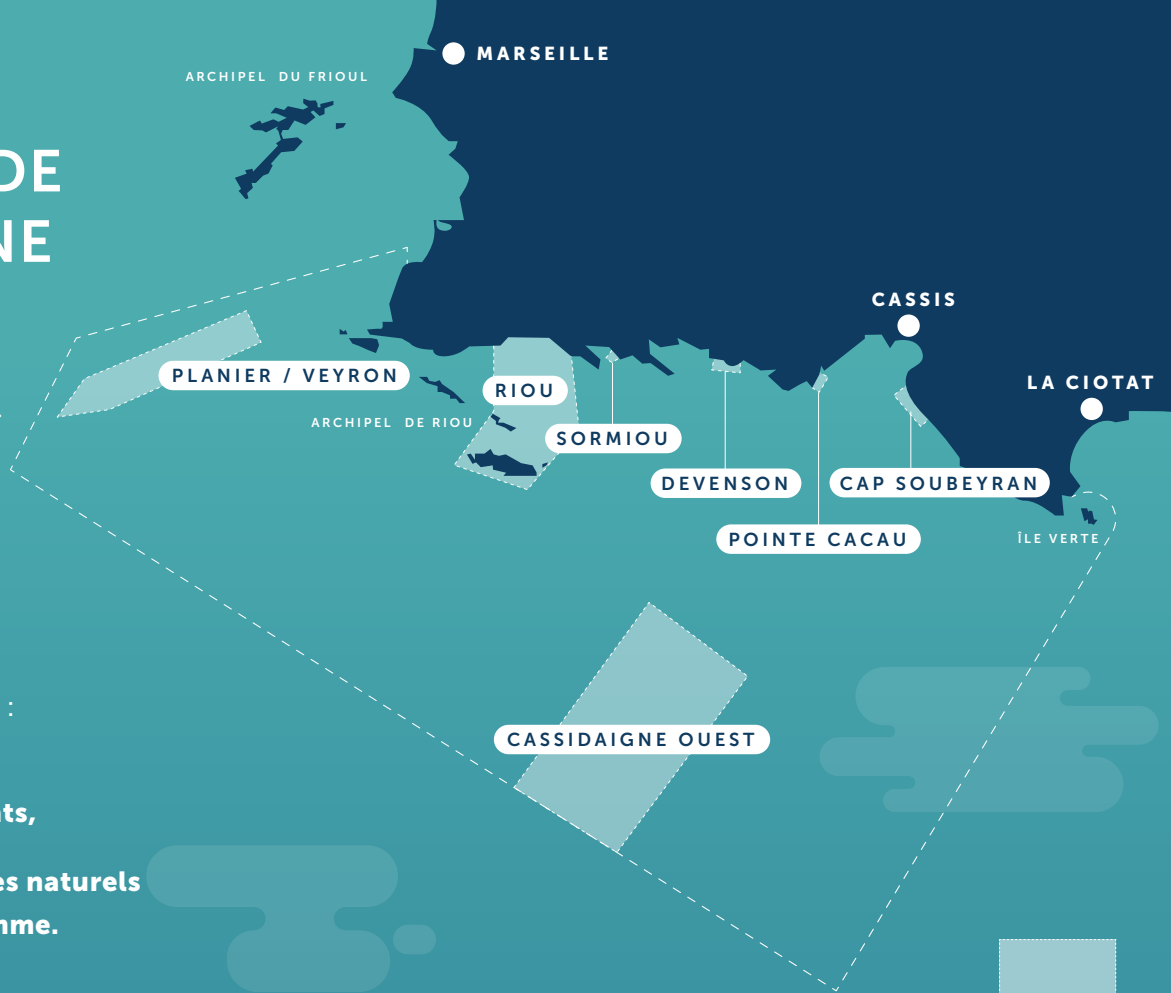 MARSEILLE
ARCHIPEL DU FRIOUL
DE
NE
CASSIS
PLANIER / VEYRON
LA CIOTAT
RIOU
ARCHIPEL DE RIOU
SORMIOU
DEVENSON
CAP SOUBEYRAN
POINTE CACAU
ÎLE VERTE
:
CASSIDAIGNE OUEST
ts,
es naturels
mme.